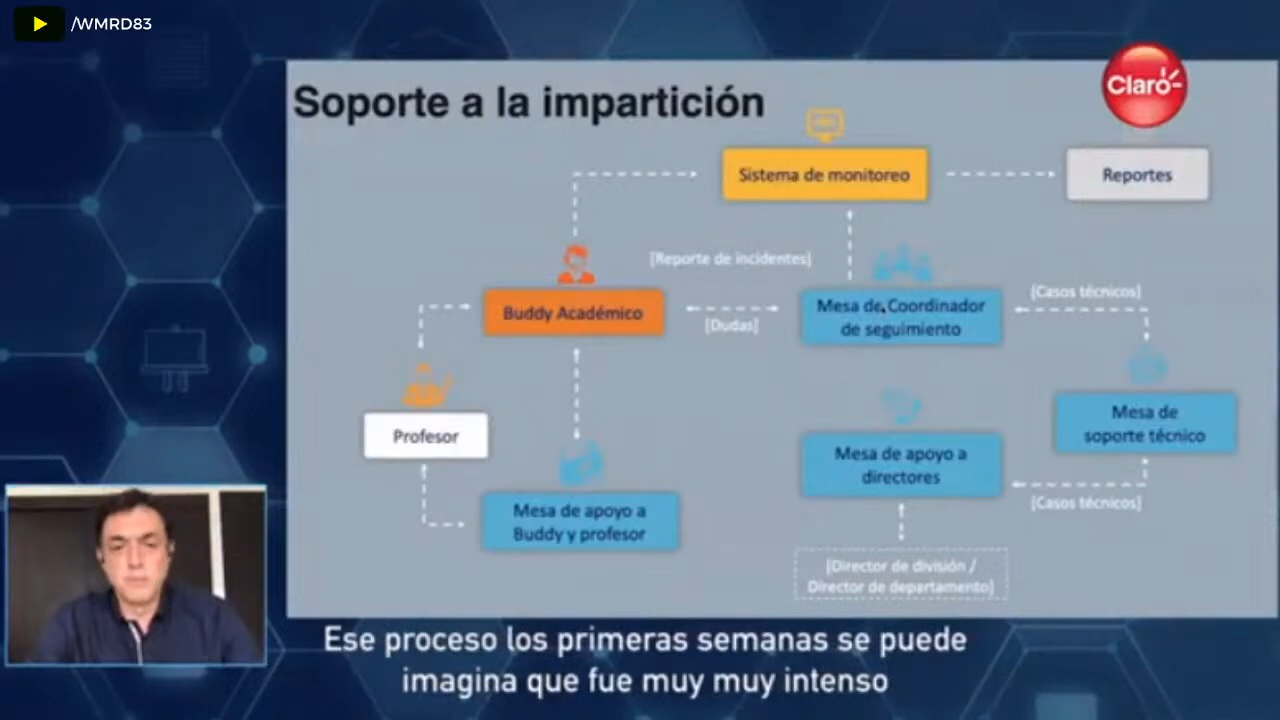 /WMRD83
Claro
Soporte a la impartición
Sistema de monitoreo
Reportes
[Reporte de incidentes]
Buddy Académico
[Dudas]
Mesa de Coordinador
de seguimiento
[Casos técnicos]
Profesor
Mesa de apoyo a
Buddy y profesor
Mesa de apoyo a
directores
Mesa de
soporte técnico
[Casos técnicos]
[Director de división /
Director de departamento]
Ese proceso los primeras semanas se puede
imagina que fue muy muy intenso